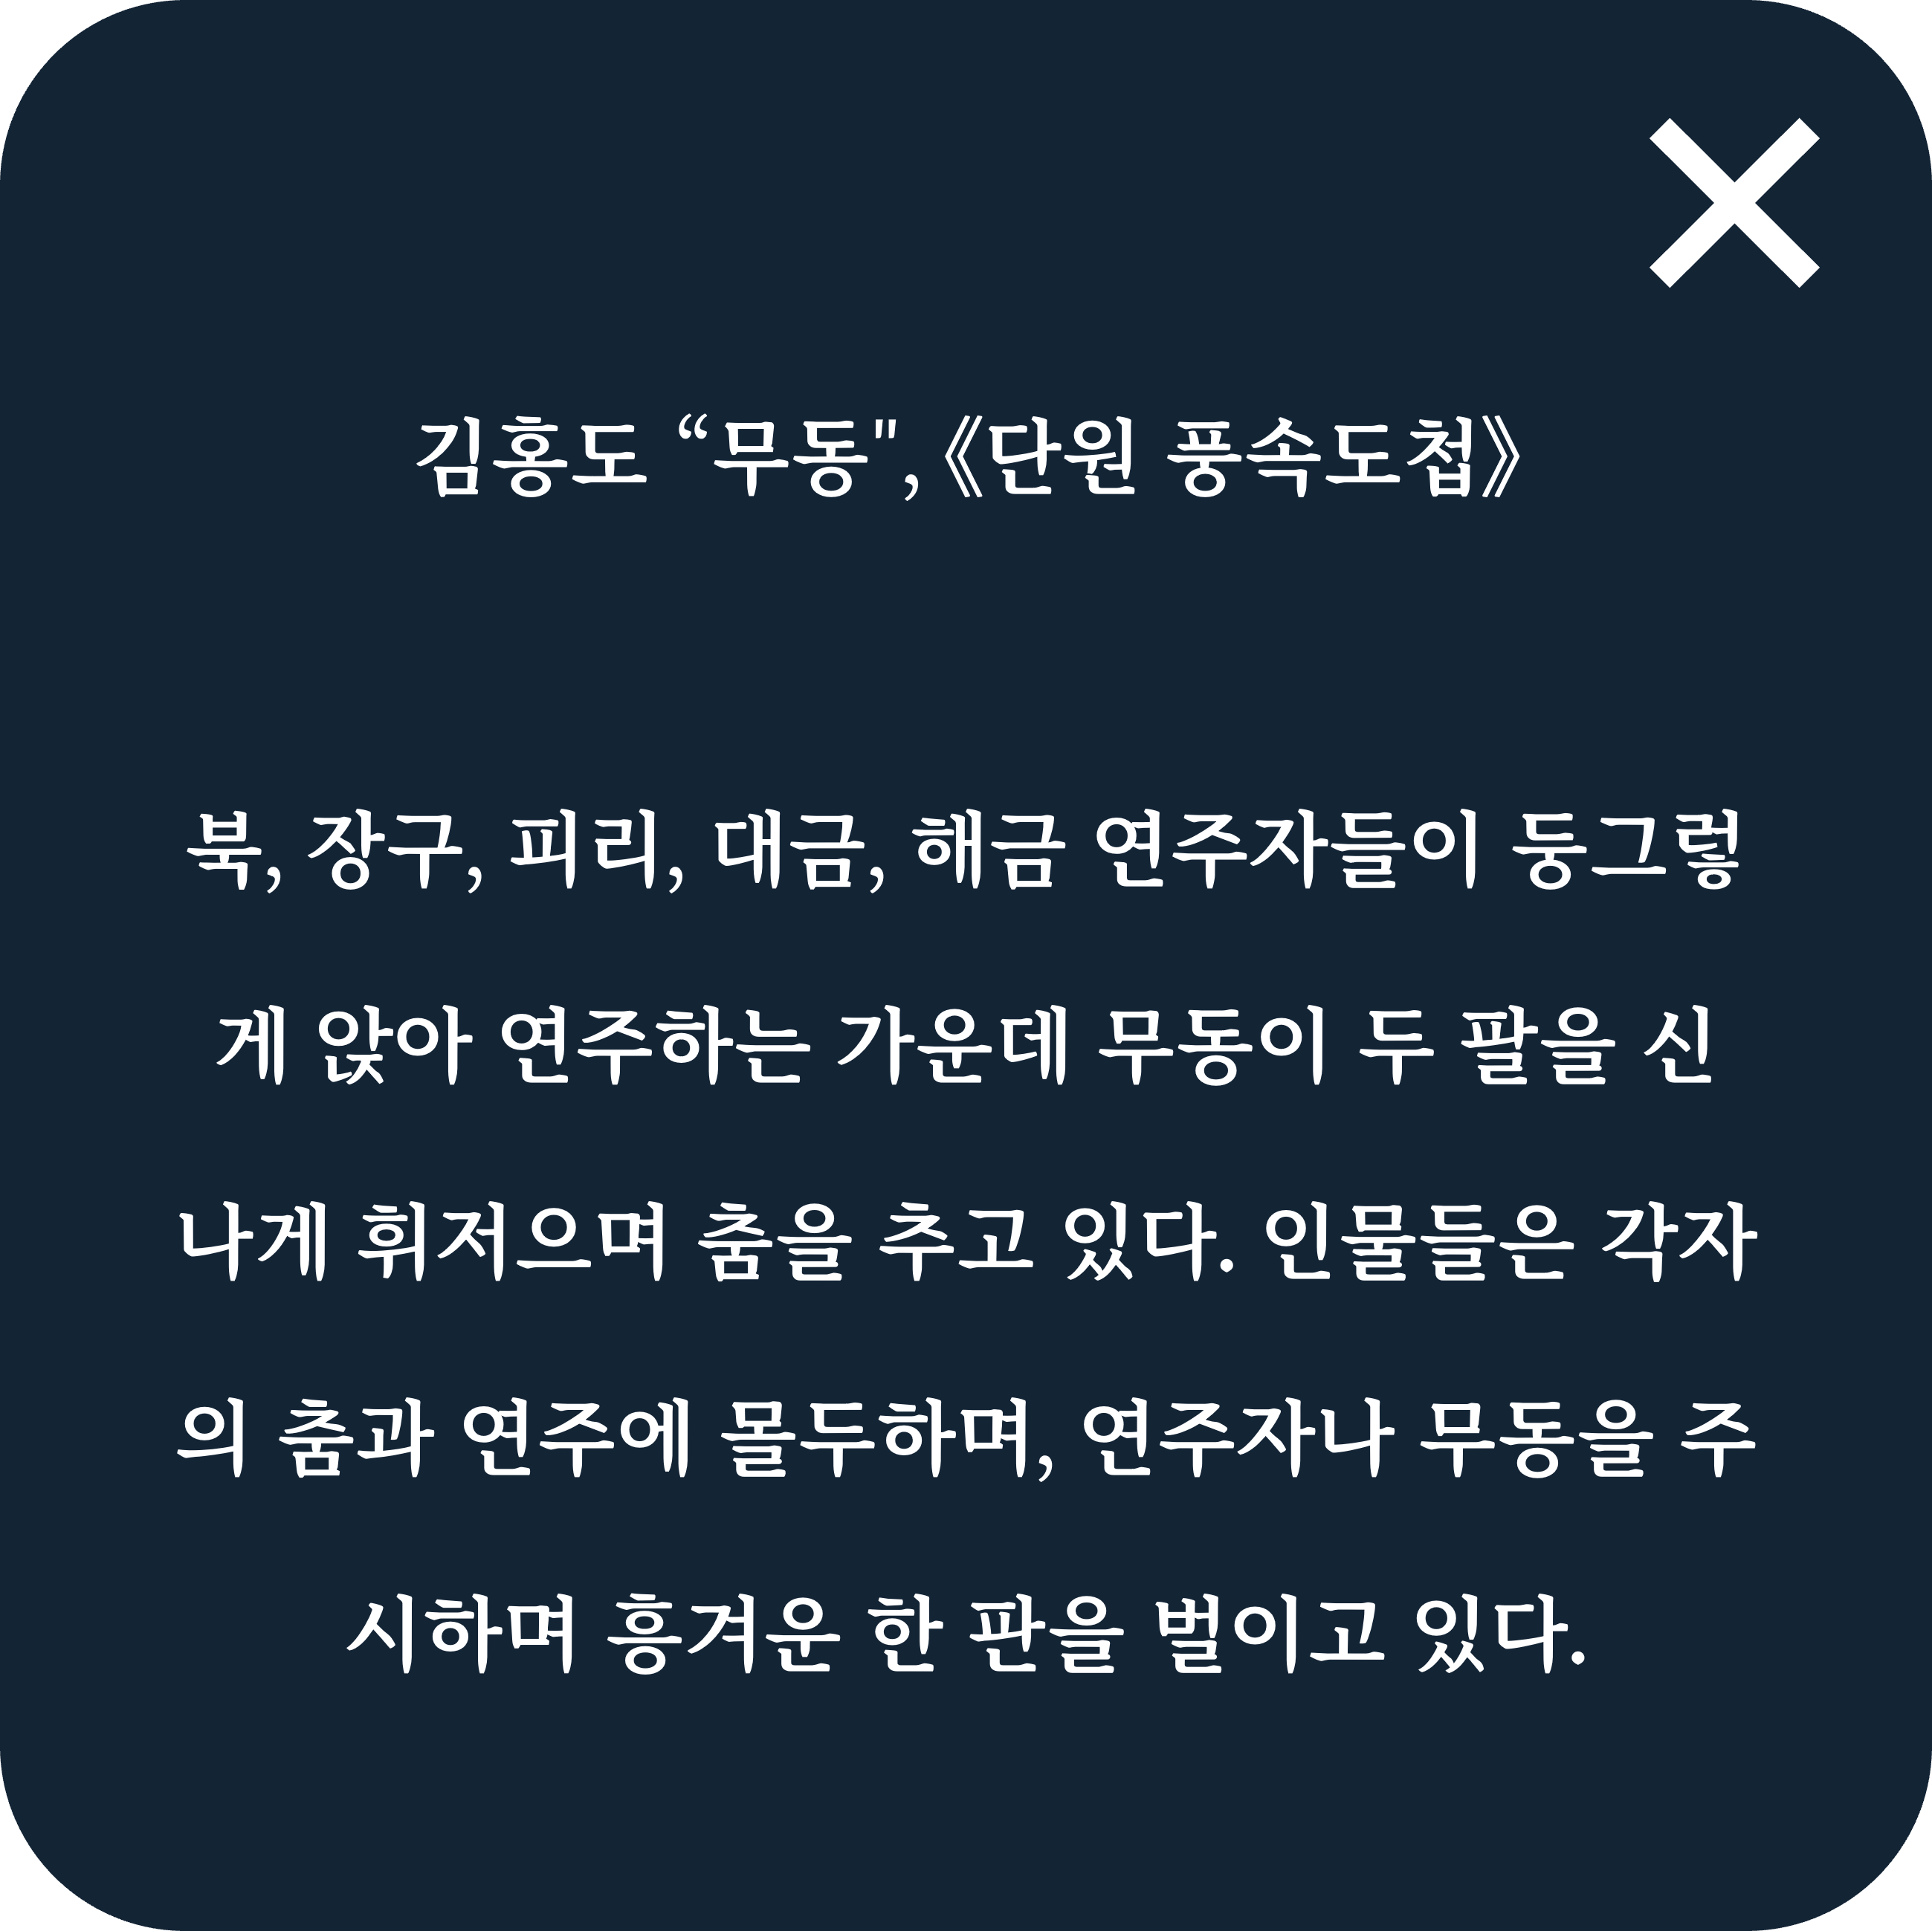 김홍도 “무동", 《단원 풍속도첩》
북, 장구, 피리, 대금, 해금 연주자들이 둥그렇
게 앉아 연주하는 가운데 무동이 두 팔을 신
나게 휘저으며 춤을 추고 있다. 인물들은 각자
의 춤과 연주에 몰두하며, 연주자나 무동을 주
시하며 흥겨운 한 판을 벌이고 있다.